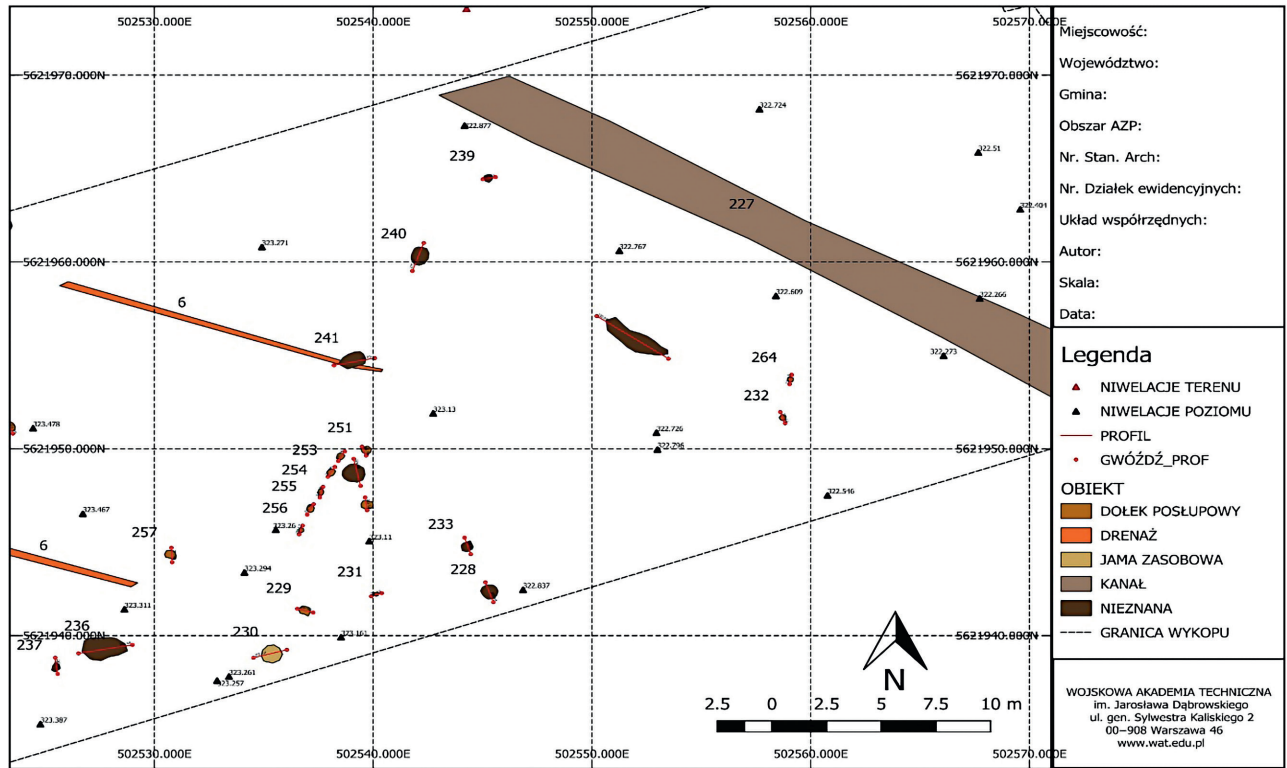 502530.000E
502540.000E
502550.000E
502560.000E
502570.000E
5621970.000N
5621970.000N
322.724
322.877
239
322.51
227
322.401
240
323.271
322.767
5621960.000N
5621960.000N
322.609
322.266
6
241
322.273
264
232
323.13
251
323.478
322.726
253
5621950.000N
322.796
5621950.000N
254
255
322.546
256
323.467
323.26
257
323.11
233
6
323.294
229
231
228
322.837
323.311
236
230
323.161
5621940.000N
5621940.000N
237
323.261
323.257
323.387
N
2.5 0 2.5 5 7.5 10 m
502530.000E
502540.000E
502550.000E
502560.000E
502570.000E
Miejscowość:
Województwo:
Gmina:
Obszar AZP:
Nr. Stan. Arch:
Nr. Działek ewidencyjnych:
Układ współrzędnych:
Autor:
Skala:
Data:
Legenda
NIWELACJE TERENU
NIWELACJE POZIOMU
PROFIL
GWÓŹDŹ_PROF
OBIEKT
DOŁEK POSŁUPOWY
DRENAŻ
JAMA ZASOBOWA
KANAŁ
NIEZNANA
GRANICA WYKOPU
WOJSKOWA AKADEMIA TECHNICZNA
im. Jarosława Dąbrowskiego
ul. gen. Sylwestra Kaliskiego 2
00-908 Warszawa 46
www.wat.edu.pl